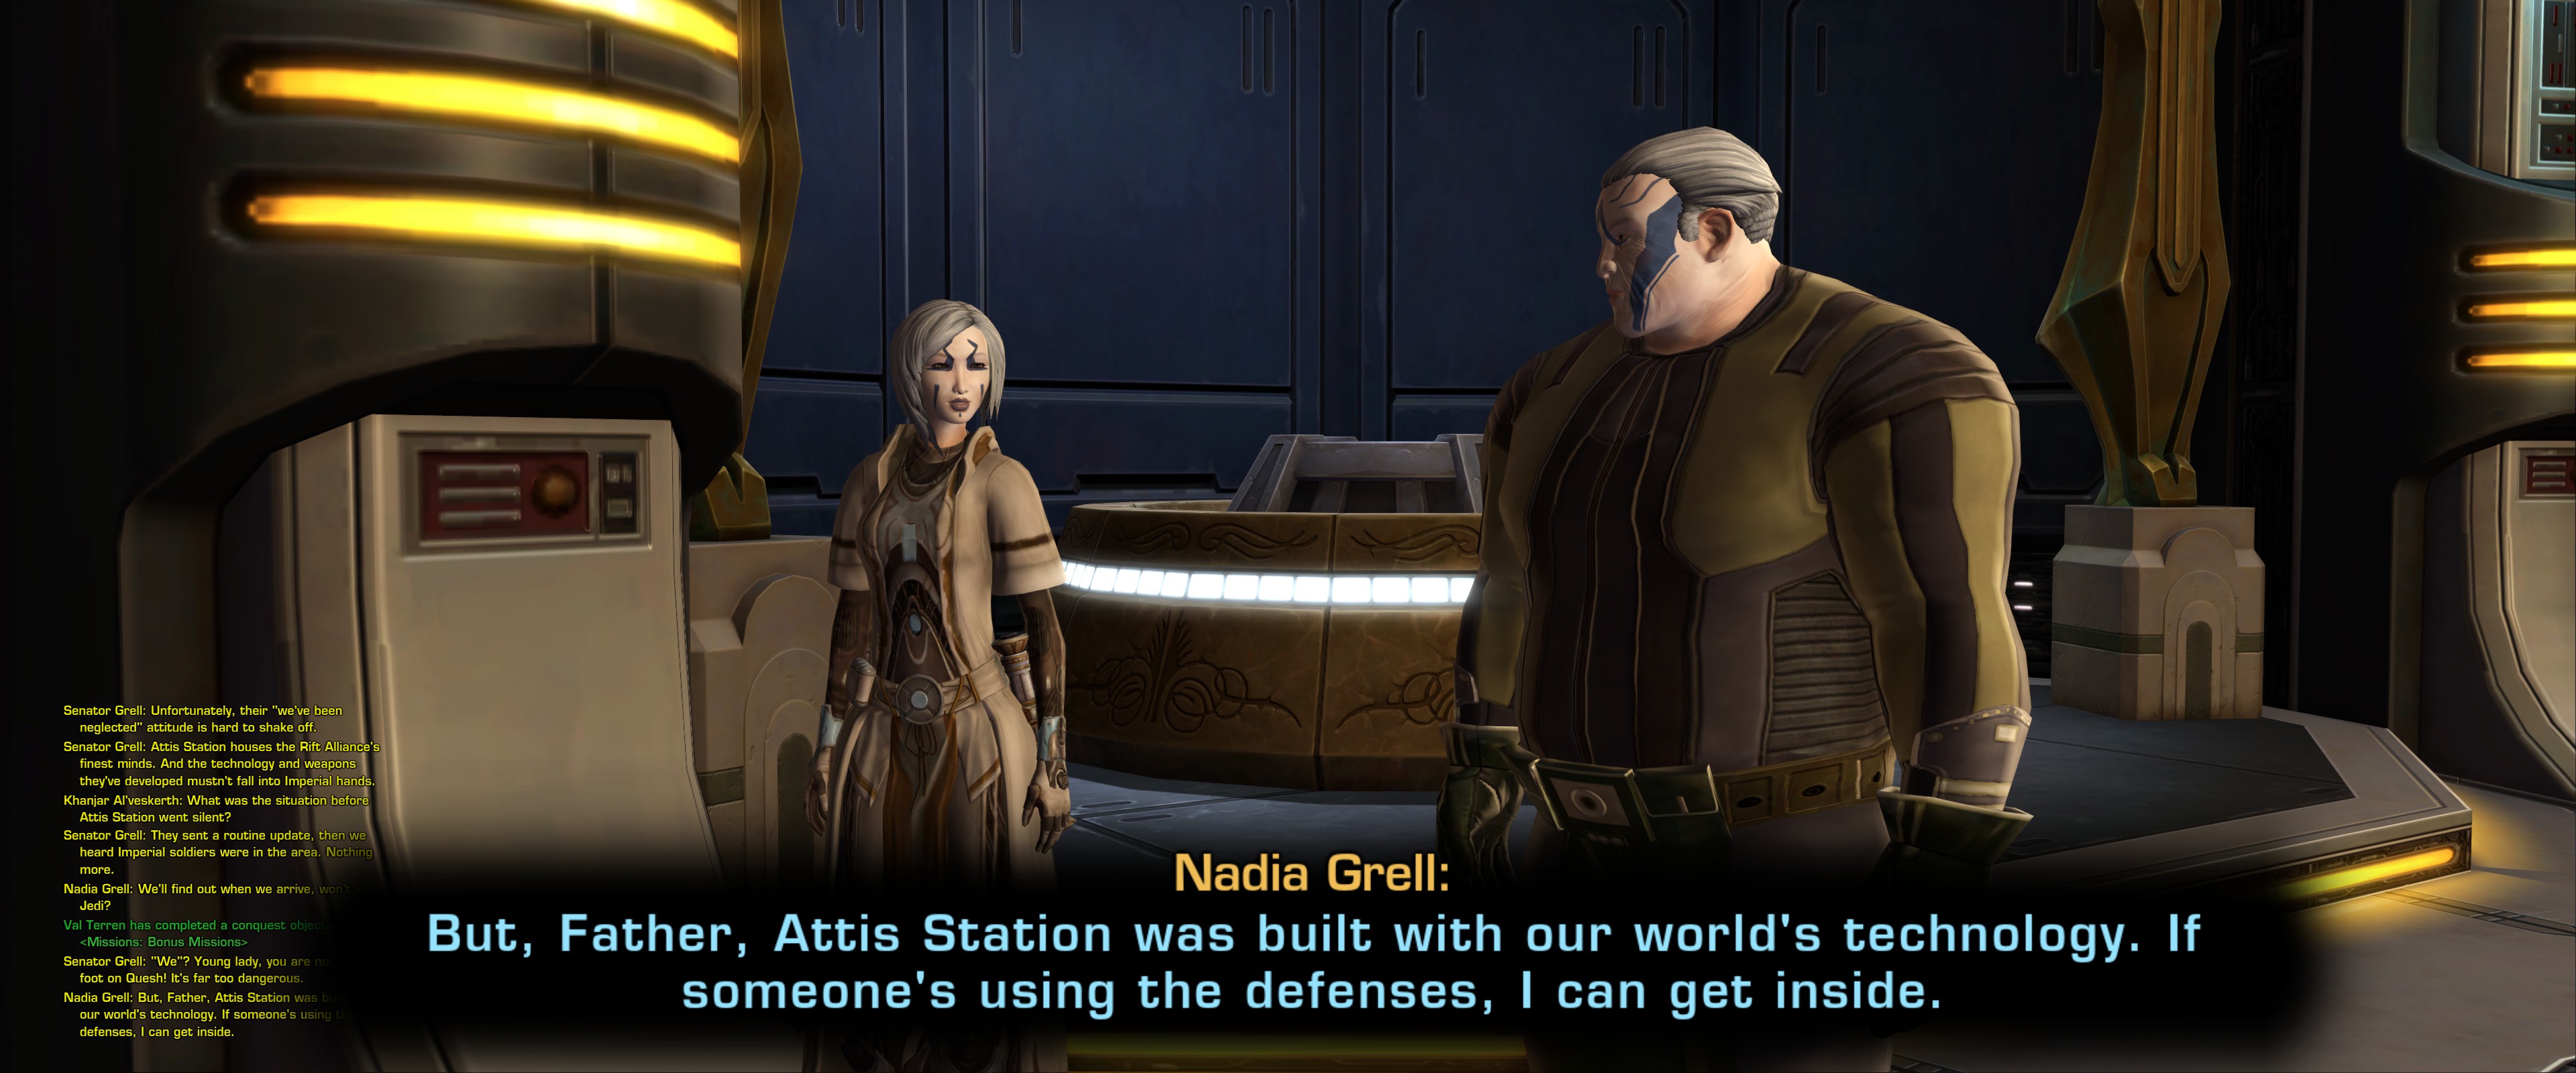 Senator Grell: Unfortunately, their "we've been
neglected" attitude is hard to shake off.
Senator Grell: Attis Station houses the Rift Alliance's
finest minds. And the technology and weapons
they've developed mustn't fall into Imperial hands.
Khanjar Al'veskerth: What was the situation before
Attis Station went silent?
Senator Grell: They sent a routine update, then we
heard Imperial soldiers were in the area. Nothing
more.
Nadia Grell: We'll find out when we arrive, won't we
Jedi?
Val Terren has completed a conquest
<Missions: Bonus Missions>
Senator Grell: "We"? Young lady, you are
foot on Quesh! It's far too dangerous.
Nadia Grell: But, Father, Attis Station was
our world's technology. If someone's using the
defenses, I can get inside.
Nadia Grell:
But, Father, Attis Station was built with our world's technology. If
someone's using the defenses, I can get inside.